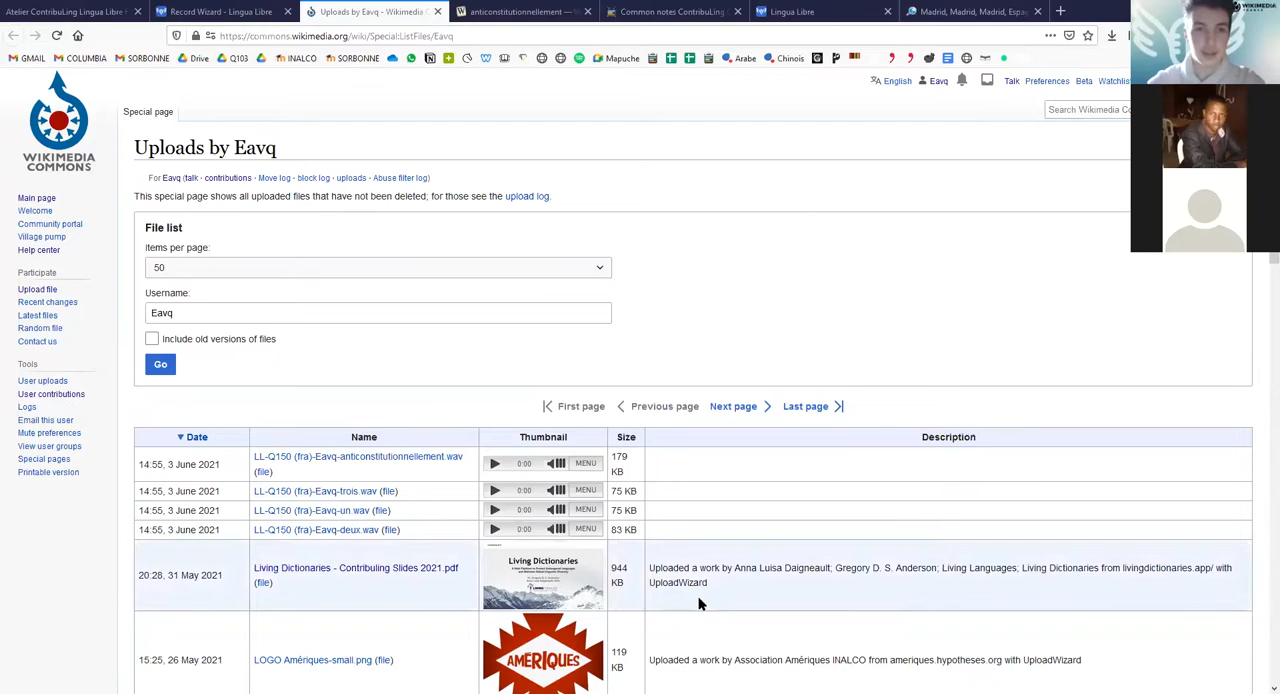 Atelier ContribuLing Lingua Libre
Record Wizard - Lingua Libre
Uploads by Eavq - Wikimedia C
anticonstitutionnellement — W
Common notes ContribuLing
Lingua Libre
Madrid, Madrid, Madrid, Espa
https://commons.wikimedia.org/wiki/Special:ListFiles/Eavq
GMAIL COLUMBIA SORBONNE Drive Q103 INALCO SORBONNE Mapuche Arabe Chinois
English Eavq Talk Preferences Beta Watchlis
WIKIMEDIA COMMONS
Special page
Search Wikimedia Co
Uploads by Eavq
For Eavq (talk · contributions · Move log · block log · uploads · Abuse filter log)
This special page shows all uploaded files that have not been deleted; for those see the upload log.
Main page
Welcome
Community portal
Village pump
Help center
Participate
Upload file
Recent changes
Latest files
Random file
Contact us
Tools
User uploads
User contributions
Logs
Email this user
Mute preferences
View user groups
Special pages
Printable version
File list
Items per page:
50
Username:
Eavq
Include old versions of files
Go
First page Previous page Next page Last page
Date Name Thumbnail Size Description
14:55, 3 June 2021 LL-Q150 (fra)-Eavq-anticonstitutionnellement.wav (file) 0:00 MENU 179 KB
14:55, 3 June 2021 LL-Q150 (fra)-Eavq-trois.wav (file) 0:00 MENU 75 KB
14:55, 3 June 2021 LL-Q150 (fra)-Eavq-un.wav (file) 0:00 MENU 75 KB
14:55, 3 June 2021 LL-Q150 (fra)-Eavq-deux.wav (file) 0:00 MENU 83 KB
20:28, 31 May 2021 Living Dictionaries - Contributing Slides 2021.pdf (file) Living Dictionaries 944 KB Uploaded a work by Anna Luisa Daigneault; Gregory D. S. Anderson; Living Languages; Living Dictionaries from livingdictionaries.app/ with UploadWizard
15:25, 26 May 2021 LOGO Amériques-small.png (file) AMÉRIQUES 119 KB Uploaded a work by Association Amériques INALCO from ameriques.hypotheses.org with UploadWizard